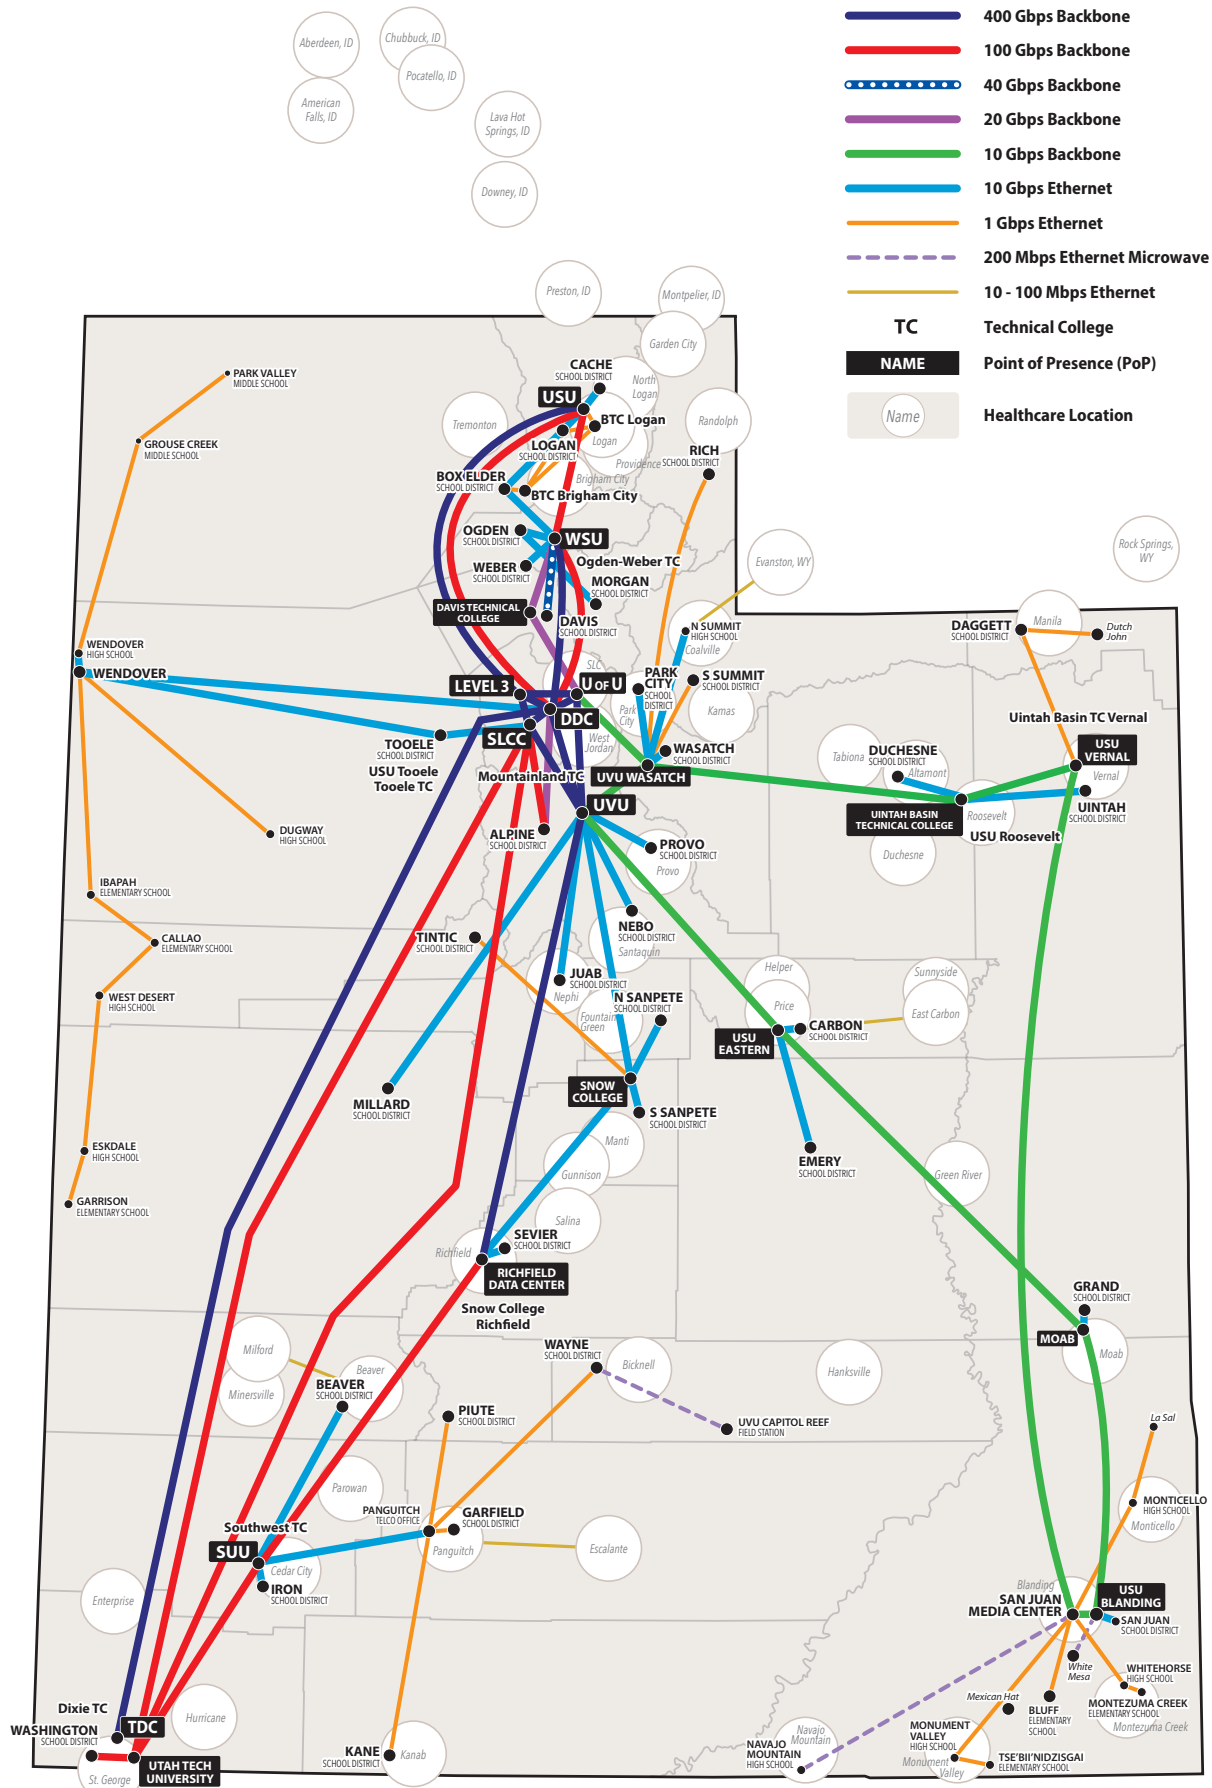 400 Gbps Backbone
100 Gbps Backbone
40 Gbps Backbone
20 Gbps Backbone
10 Gbps Backbone
10 Gbps Ethernet
1 Gbps Ethernet
200 Mbps Ethernet Microwave
10 - 100 Mbps Ethernet
TC Technical College
NAME Point of Presence (PoP)
Name Healthcare Location
Aberdeen, ID
Chubbuck, ID
Pocatello, ID
American
Falls, ID
Lava Hot
Springs, ID
Downey, ID
Preston, ID
Montpelier, ID
Garden City
PARK VALLEY
MIDDLE SCHOOL
CACHE
SCHOOL DISTRICT
North
Logan
USU
BTC Logan
Tremonton
Randolph
GROUSE CREEK
MIDDLE SCHOOL
LOGAN
SCHOOL DISTRICT
Logan
Providence
RICH
SCHOOL DISTRICT
BOX ELDER
SCHOOL DISTRICT
Brigham City
BTC Brigham City
OGDEN
SCHOOL DISTRICT
WSU
Rock Springs,
WY
Evanston, WY
WEBER
SCHOOL DISTRICT
Ogden-Weber TC
MORGAN
SCHOOL DISTRICT
DAVIS TECHNICAL
COLLEGE
DAVIS
SCHOOL DISTRICT
N SUMMIT
HIGH SCHOOL
Coalville
DAGGETT
SCHOOL DISTRICT
Manila
Dutch
John
WENDOVER
HIGH SCHOOL
WENDOVER
SLC
LEVEL 3
U OF U
PARK
CITY
SCHOOL
DISTRICT
S SUMMIT
SCHOOL DISTRICT
Park
City
Kamas
DDC
SLCC
West
Jordan
Uintah Basin TC Vernal
TOOELE
SCHOOL DISTRICT
USU Tooele
Tooele TC
WASATCH
SCHOOL DISTRICT
Mountainland TC
UVU WASATCH
Tabiona
DUCHESNE
SCHOOL DISTRICT
Altamont
USU
VERNAL
Vernal
UVU
UINTAH BASIN
TECHNICAL COLLEGE
Roosevelt
USU Roosevelt
UINTAH
SCHOOL DISTRICT
Duchesne
DUGWAY
HIGH SCHOOL
ALPINE
SCHOOL DISTRICT
PROVO
SCHOOL DISTRICT
Provo
IBAPAH
ELEMENTARY SCHOOL
CALLAO
ELEMENTARY SCHOOL
TINTIC
SCHOOL DISTRICT
NEBO
SCHOOL DISTRICT
Santaquin
WEST DESERT
HIGH SCHOOL
JUAB
SCHOOL DISTRICT
Nephi
N SANPETE
SCHOOL DISTRICT
Fountain
Green
Helper
Price
Sunnyside
East Carbon
USU
EASTERN
CARBON
SCHOOL DISTRICT
SNOW
COLLEGE
MILLARD
SCHOOL DISTRICT
S SANPETE
SCHOOL DISTRICT
Manti
EMERY
SCHOOL DISTRICT
ESKDALE
HIGH SCHOOL
Gunnison
Green River
GARRISON
ELEMENTARY SCHOOL
Salina
SEVIER
SCHOOL DISTRICT
Richfield
RICHFIELD
DATA CENTER
Snow College
Richfield
GRAND
SCHOOL DISTRICT
MOAB
Moab
Milford
Minersville
Beaver
BEAVER
SCHOOL DISTRICT
WAYNE
SCHOOL DISTRICT
Bicknell
Hanksville
PIUTE
SCHOOL DISTRICT
UVU CAPITOL REEF
FIELD STATION
La Sal
Parowan
PANGUITCH
TELCO OFFICE
GARFIELD
SCHOOL DISTRICT
Panguitch
Escalante
MONTICELLO
HIGH SCHOOL
Monticello
Southwest TC
SUU
Cedar City
IRON
SCHOOL DISTRICT
Enterprise
Blanding
SAN JUAN
MEDIA CENTER
USU
BLANDING
SAN JUAN
SCHOOL DISTRICT
White
Mesa
WHITEHORSE
HIGH SCHOOL
MONTEZUMA CREEK
ELEMENTARY SCHOOL
Montezuma Creek
Mexican Hat
BLUFF
ELEMENTARY
SCHOOL
Dixie TC
TDC
Hurricane
WASHINGTON
SCHOOL DISTRICT
UTAH TECH
UNIVERSITY
St. George
KANE
SCHOOL DISTRICT
Kanab
Navajo
Mountain
NAVAJO
MOUNTAIN
HIGH SCHOOL
MONUMENT
VALLEY
HIGH SCHOOL
Monument
Valley
TSE'BII'NIDZISGAI
ELEMENTARY SCHOOL